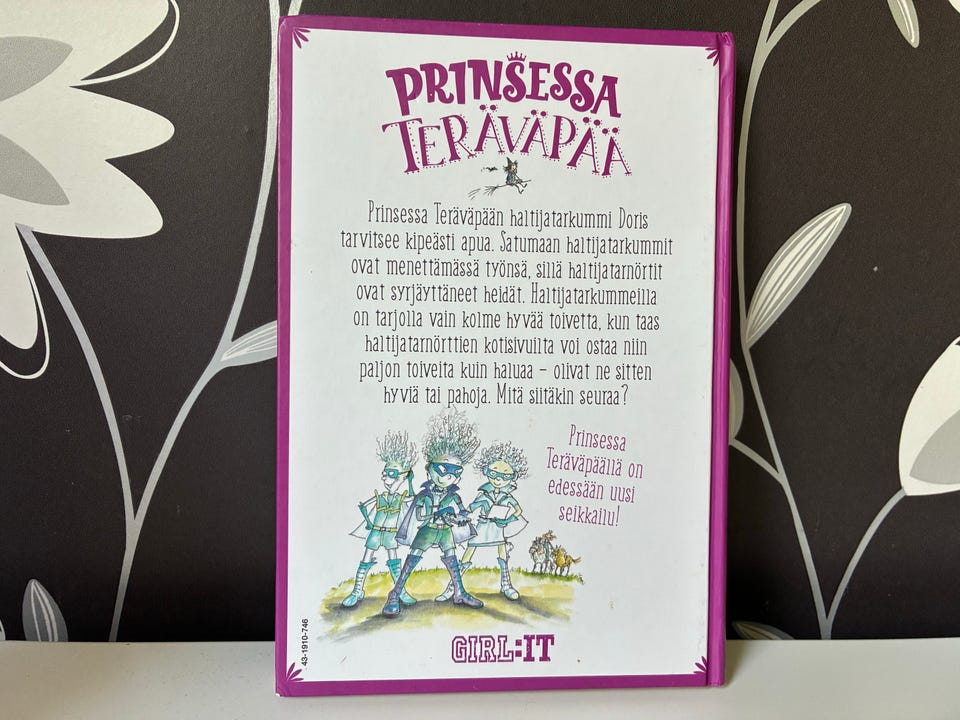 PRINSESSA
TERÄVÄPÄÄ
Prinsessa Teräväpään haltijatarkummi Doris
tarvitsee kipeästi apua. Satumaan haltijatarkummit
ovat menettämässä työnsä, sillä haltijatarnörtit
ovat syrjäyttäneet heidät. Haltijatarkummeilla
on tarjolla vain kolme hyvää toivetta, kun taas
haltijatarnörttien kotisivuilta voi ostaa niin
paljon toiveita kuin haluaa – olivat ne sitten
hyviä tai pahoja. Mitä siitäkin seuraa?
Prinsessa
Teräväpäällä on
edessään uusi
seikkailu!
GIRL:IT
43-1910-746